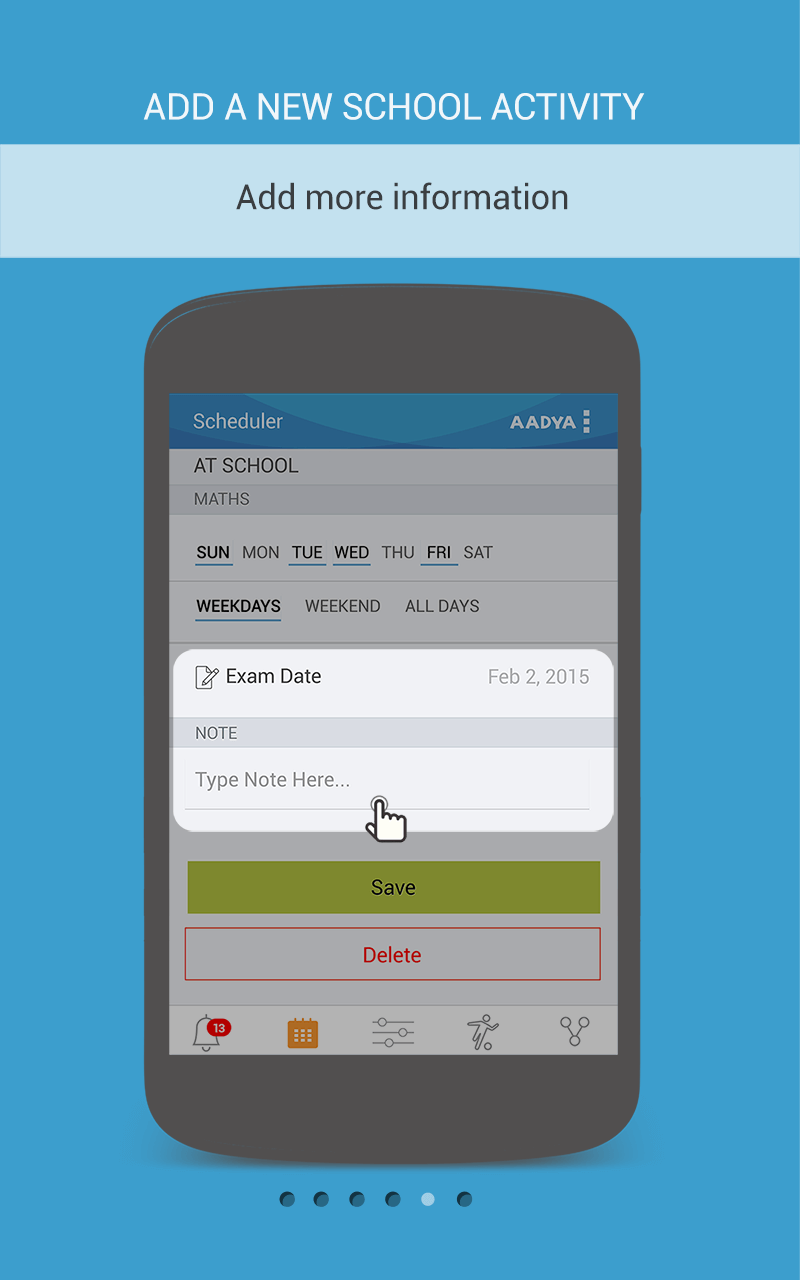 ADD A NEW SCHOOL ACTIVITY
Add more information
Scheduler AADYA
AT SCHOOL
MATHS
SUN MON TUE WED THU FRI SAT
WEEKDAYS WEEKEND ALL DAYS
Exam Date Feb 2, 2015
NOTE
Type Note Here...
Save
Delete
13